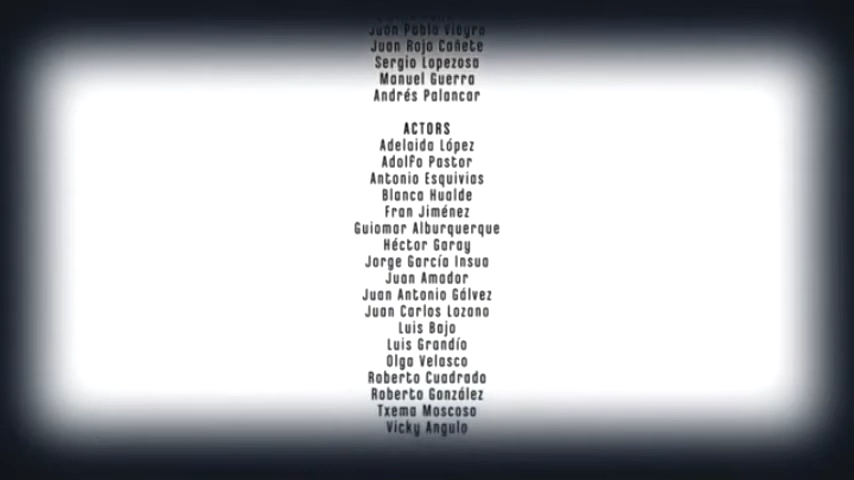 Juan Pablo Vieyra
Juan Rojo Cañete
Sergio Lopezosa
Manuel Guerra
Andrés Palancar
ACTORS
Adelaida López
Adolfo Pastor
Antonio Esquivias
Blanca Hualde
Fran Jiménez
Guiomar Alburquerque
Héctor Garay
Jorge García Insua
Juan Amador
Juan Antonio Gálvez
Juan Carlos Lozano
Luis Bajo
Luis Grandío
Olga Velasco
Roberto Cuadrado
Roberto González
Txema Moscoso
Vicky Angulo